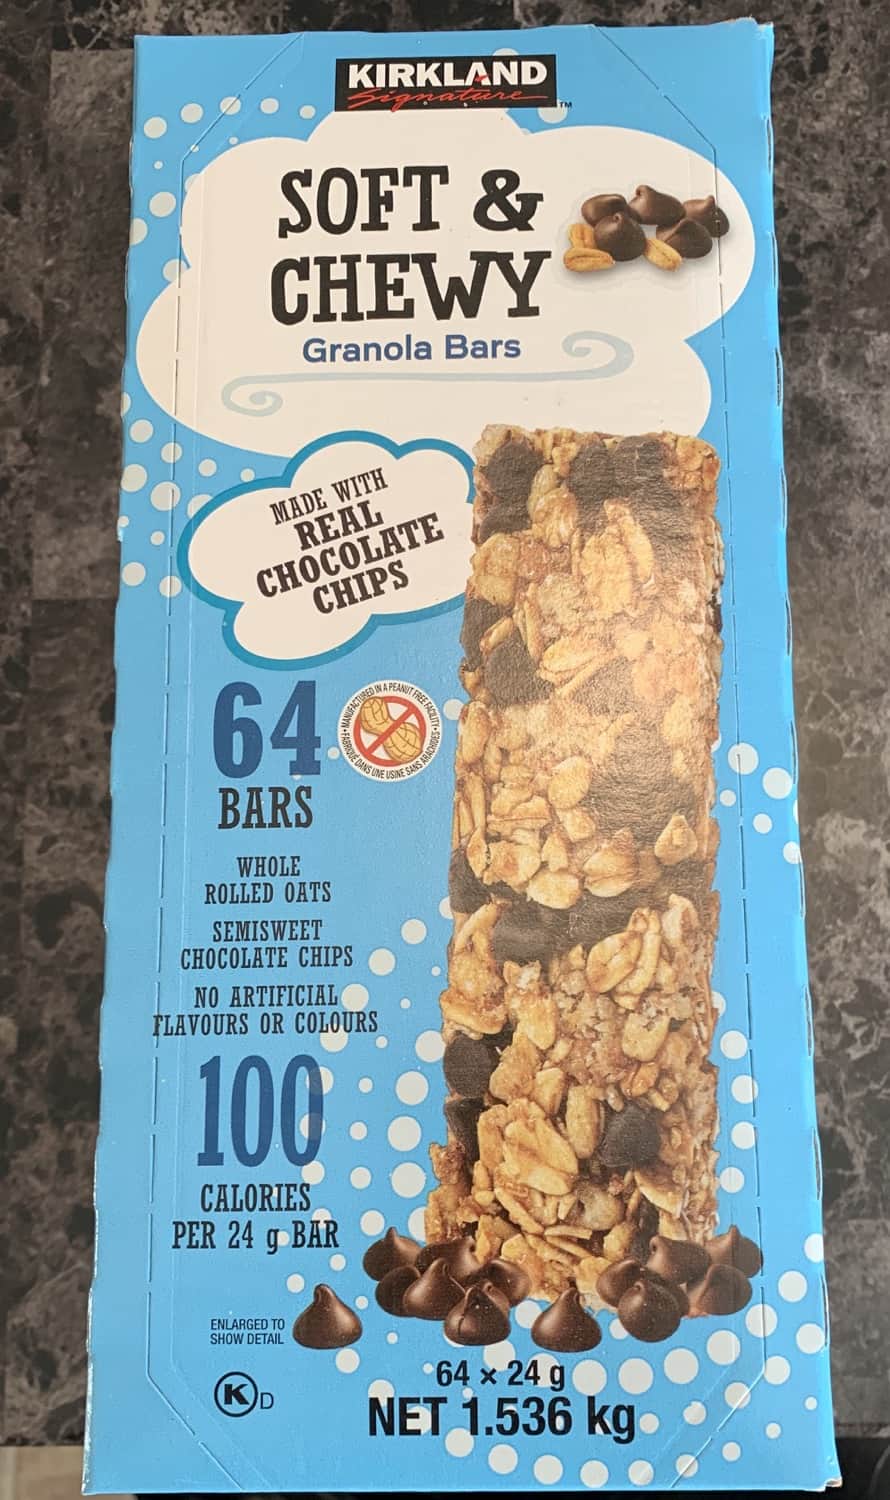 KIRKLAND
Signature™
SOFT &
CHEWY
Granola Bars
MADE WITH
REAL
CHOCOLATE
CHIPS
64
BARS
• MANUFACTURED IN A PEANUT FREE FACILITY •
FABRIQUÉ DANS UNE USINE SANS ARACHIDES
WHOLE
ROLLED OATS
SEMISWEET
CHOCOLATE CHIPS
NO ARTIFICIAL
FLAVOURS OR COLOURS
100
CALORIES
PER 24 g BAR
ENLARGED TO
SHOW DETAIL
K D
64 × 24 g
NET 1.536 kg